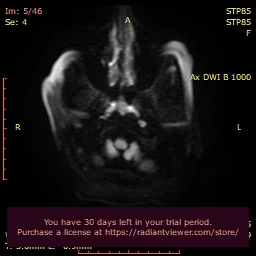 Im: 5/46 STP85
Se: 4 STP85
A F
Ax DWI B 1000
R L
You have 30 days left in your trial period.
Purchase a license at https://radiantviewer.com/store/